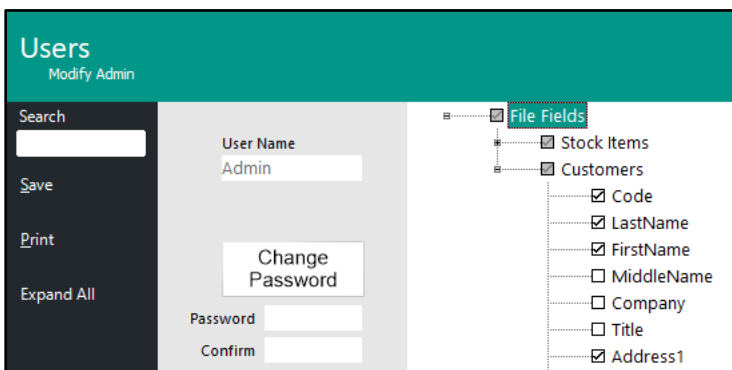 Users
Modify Admin
Search
Save
Print
Expand All
User Name
Admin
Change
Password
Password
Confirm
File Fields
Stock Items
Customers
Code
LastName
FirstName
MiddleName
Company
Title
Address1